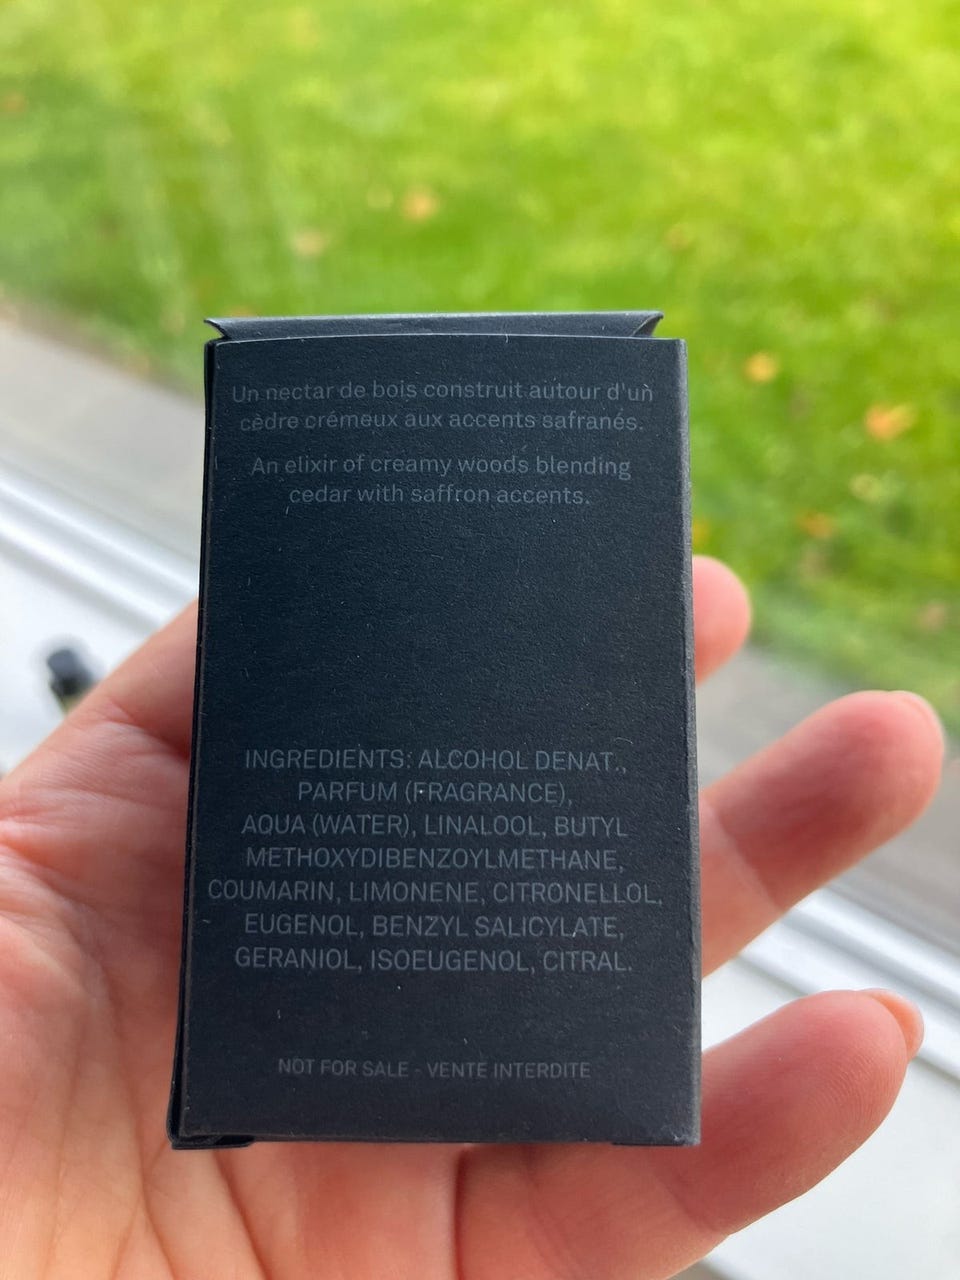 Un nectar de bois construit autour d'un
cèdre crémeux aux accents safranés.
An elixir of creamy woods blending
cedar with saffron accents.
INGREDIENTS: ALCOHOL DENAT.,
PARFUM (FRAGRANCE),
AQUA (WATER), LINALOOL, BUTYL
METHOXYDIBENZOYLMETHANE,
COUMARIN, LIMONENE, CITRONELLOL,
EUGENOL, BENZYL SALICYLATE,
GERANIOL, ISOEUGENOL, CITRAL.
NOT FOR SALE - VENTE INTERDITE